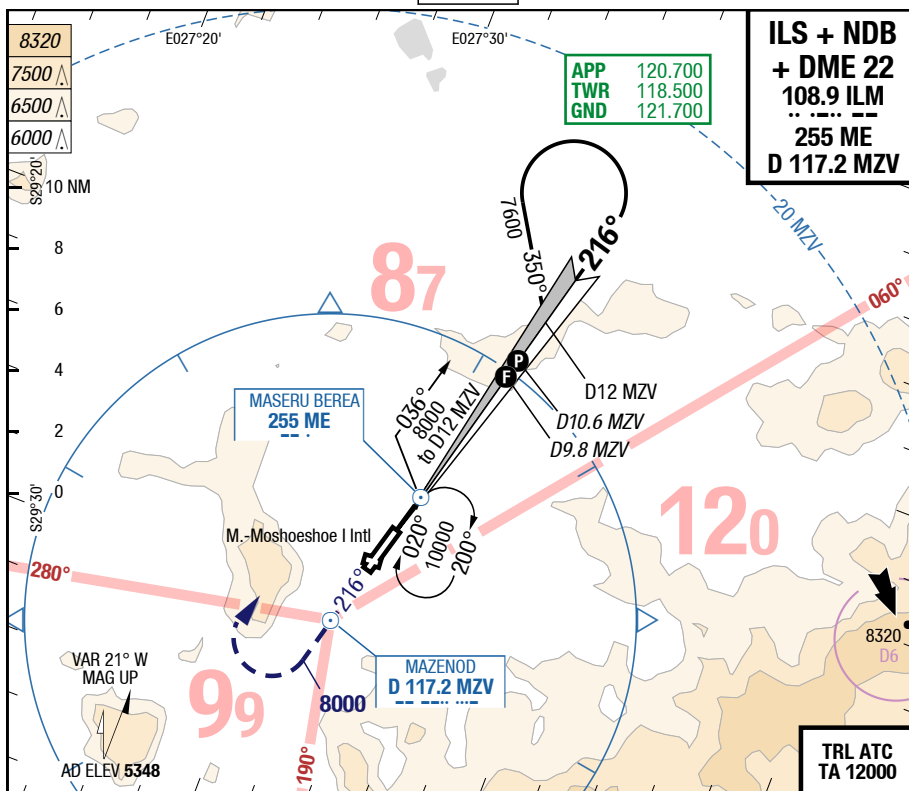 8320
7500
6500
6000
E027°20'
E027°30'
APP 120.700
TWR 118.500
GND 121.700
ILS + NDB
+ DME 22
108.9 ILM
255 ME
D 117.2 MZV
S29°20'
10 NM
8
6
4
2
0
S29°30'
87
7600
350°
216°
20 MZV
060°
MASERU BEREA
255 ME
036°
8000
to D12 MZV
P
F
D12 MZV
D10.6 MZV
D9.8 MZV
M.-Moshoeshoe I Intl
020°
10000
200°
120
280°
216°
MAZENOD
D 117.2 MZV
8000
99
190°
VAR 21° W
MAG UP
AD ELEV 5348
8320
D6
TRL ATC
TA 12000